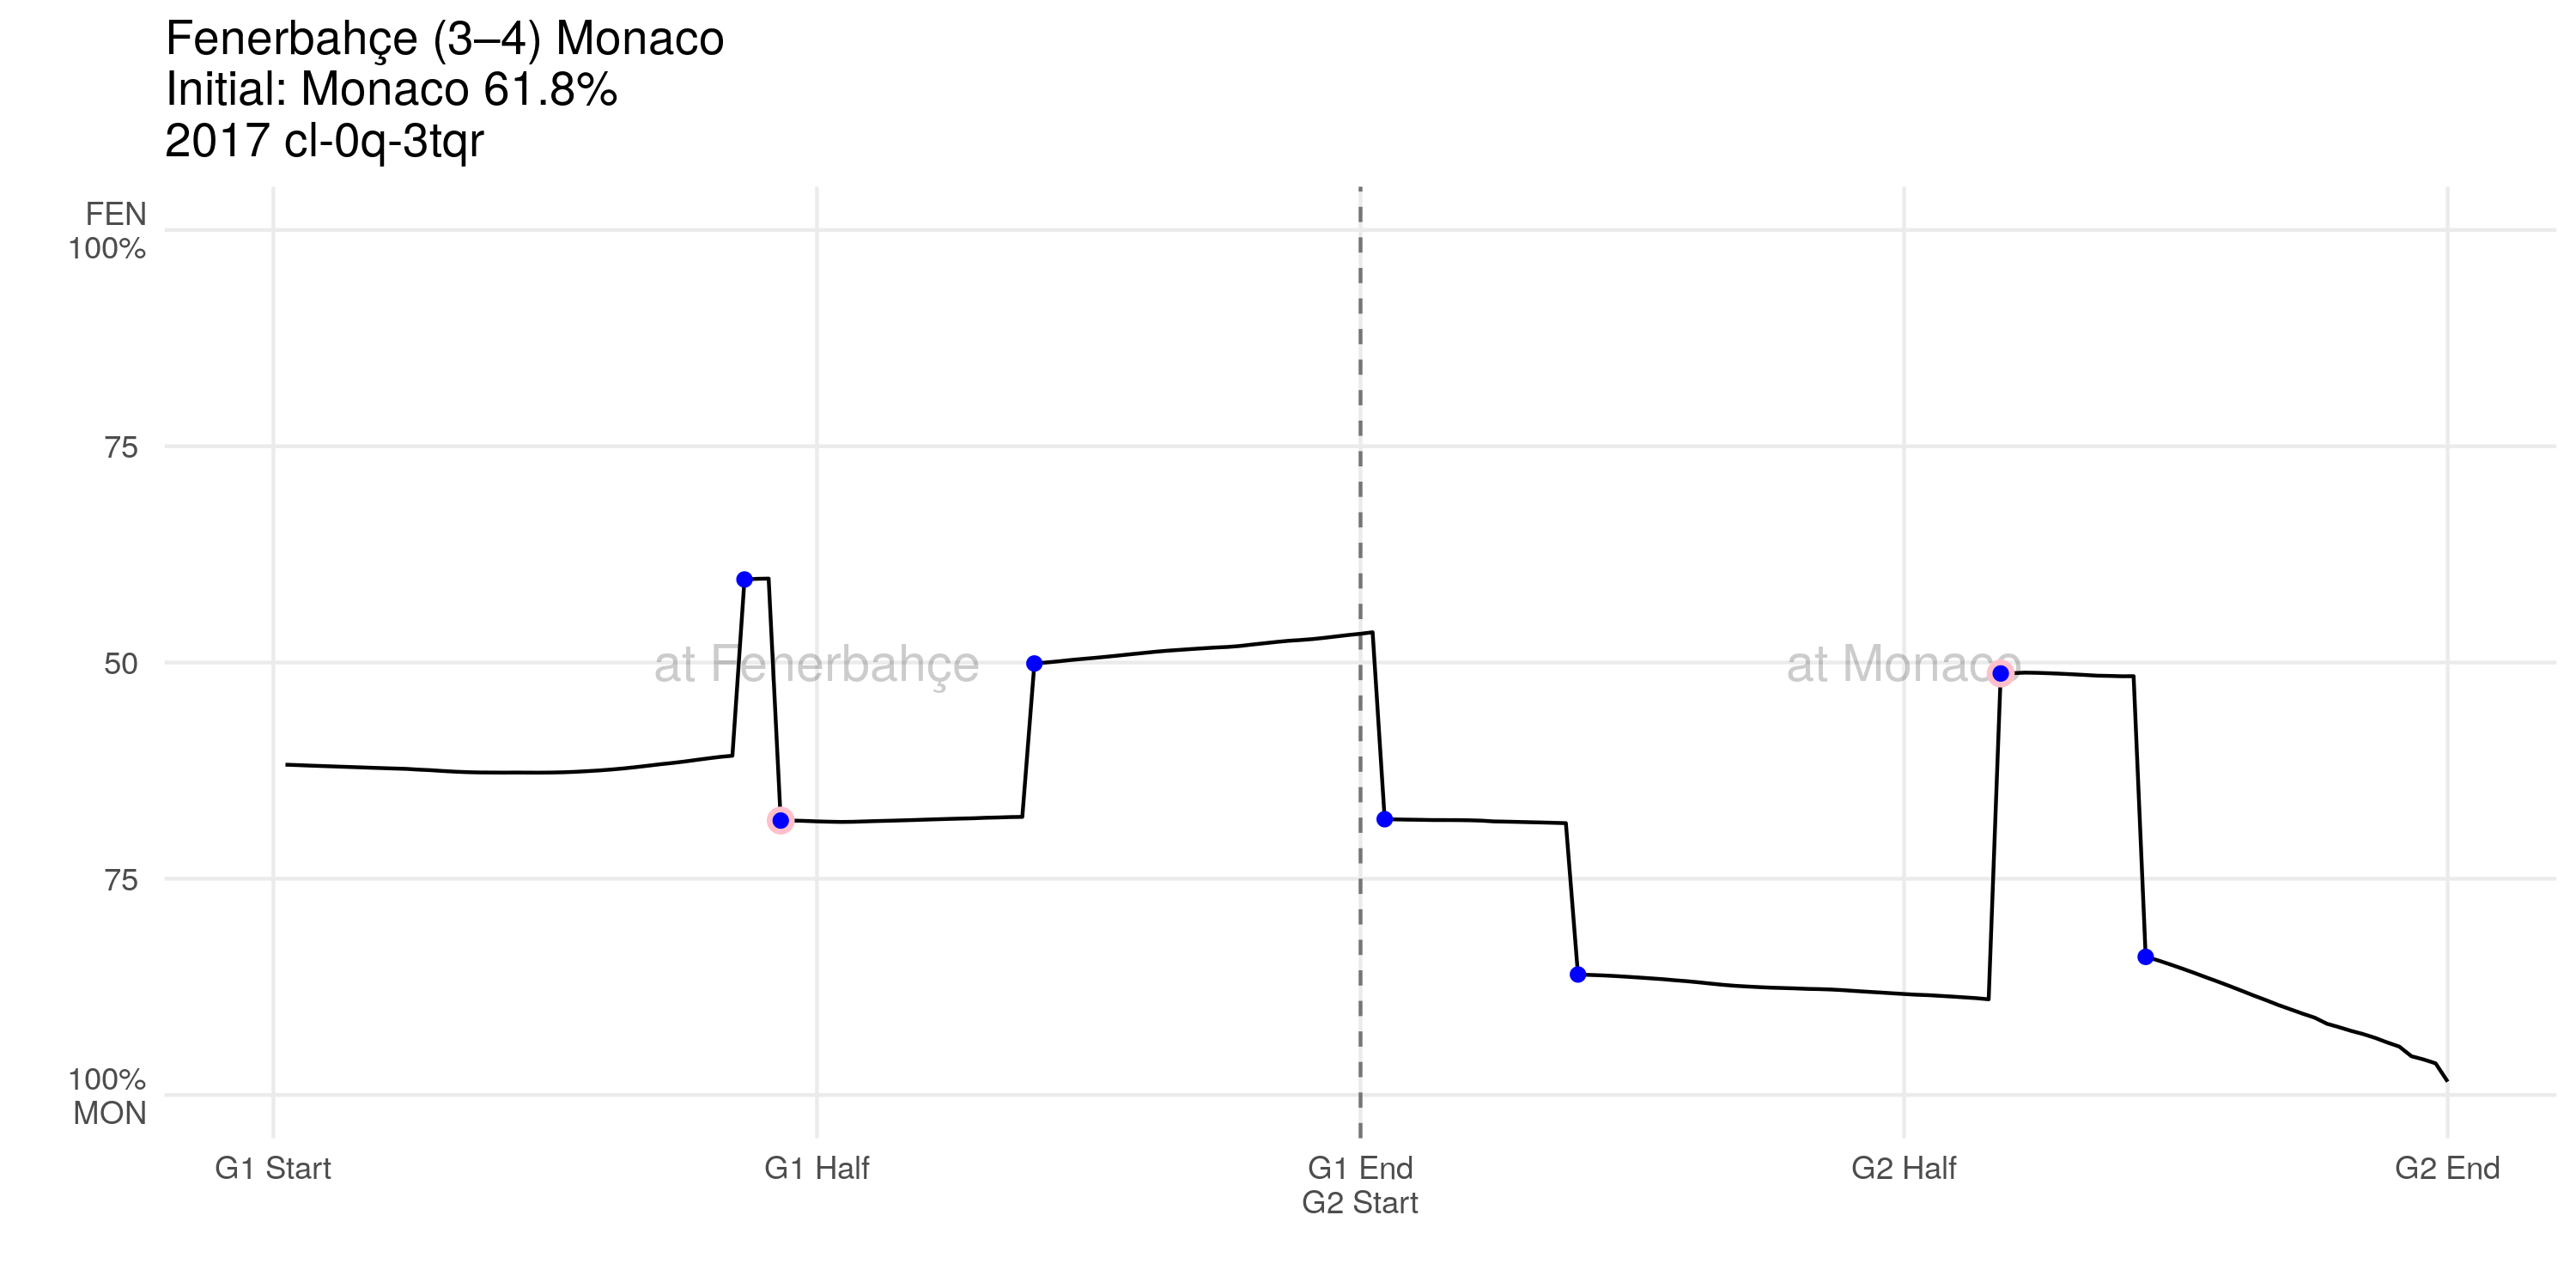 Fenerbahçe (3–4) Monaco
Initial: Monaco 61.8%
2017 cl-0q-3tqr
FEN
100%
75
50
75
100%
MON
at Fenerbahçe
at Monaco
G1 Start
G1 Half
G1 End
G2 Start
G2 Half
G2 End